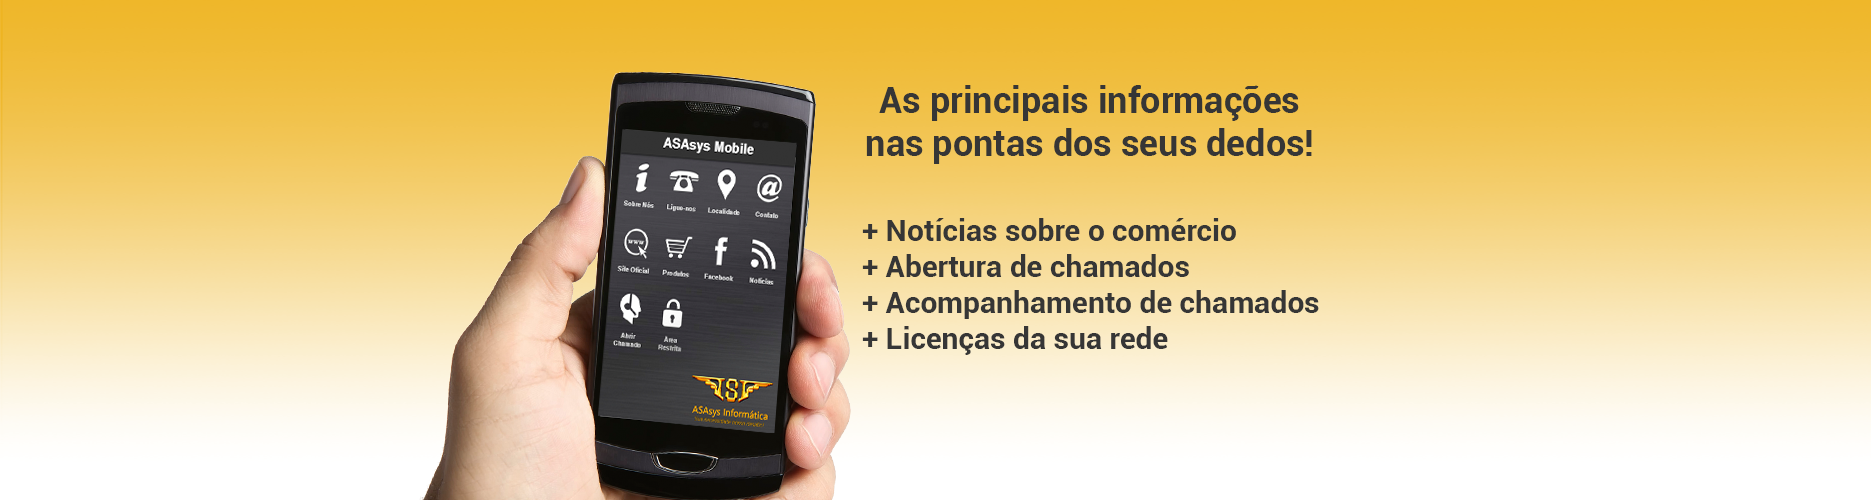 As principais informações
nas pontas dos seus dedos!
+ Notícias sobre o comércio
+ Abertura de chamados
+ Acompanhamento de chamados
+ Licenças da sua rede
ASAsys Mobile
Sobre Nós Ligue-nos Localidade Contato
www
Site Oficial Produtos Facebook Notícias
Abrir
Chamado
Área
Restrita
ASAsys Informática